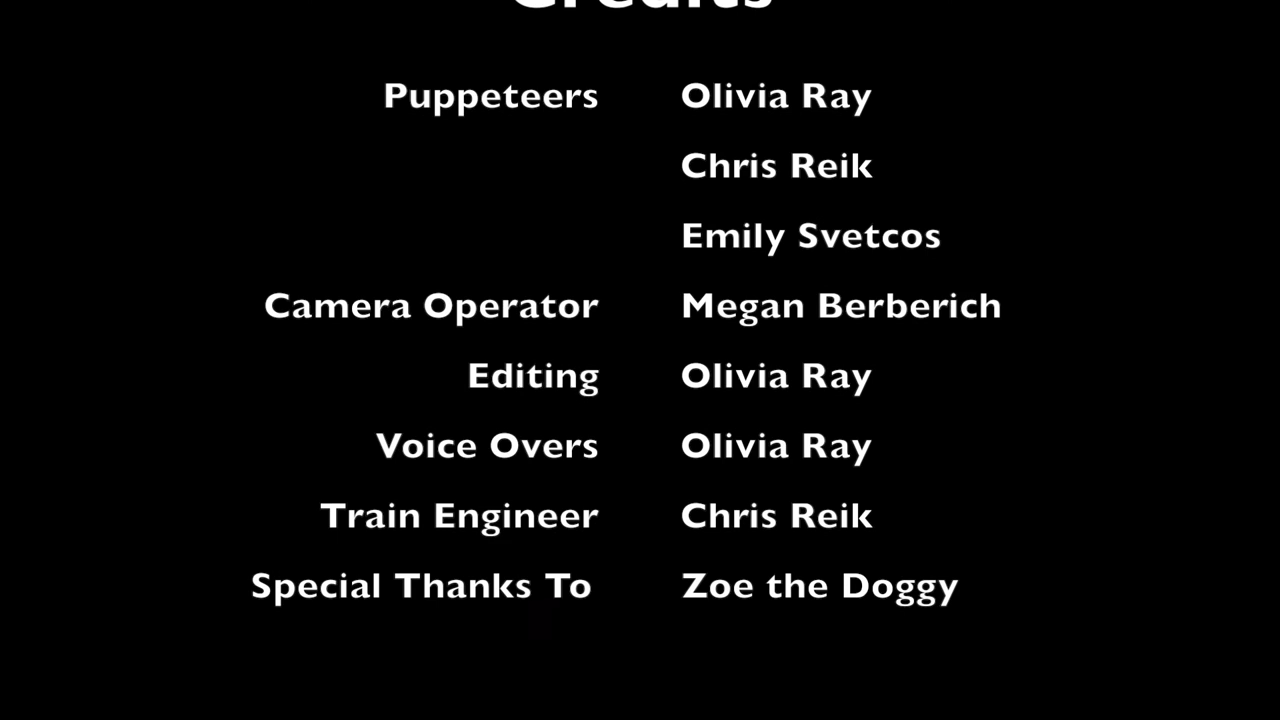 Credits
Puppeteers Olivia Ray
Chris Reik
Emily Svetcos
Camera Operator Megan Berberich
Editing Olivia Ray
Voice Overs Olivia Ray
Train Engineer Chris Reik
Special Thanks To Zoe the Doggy